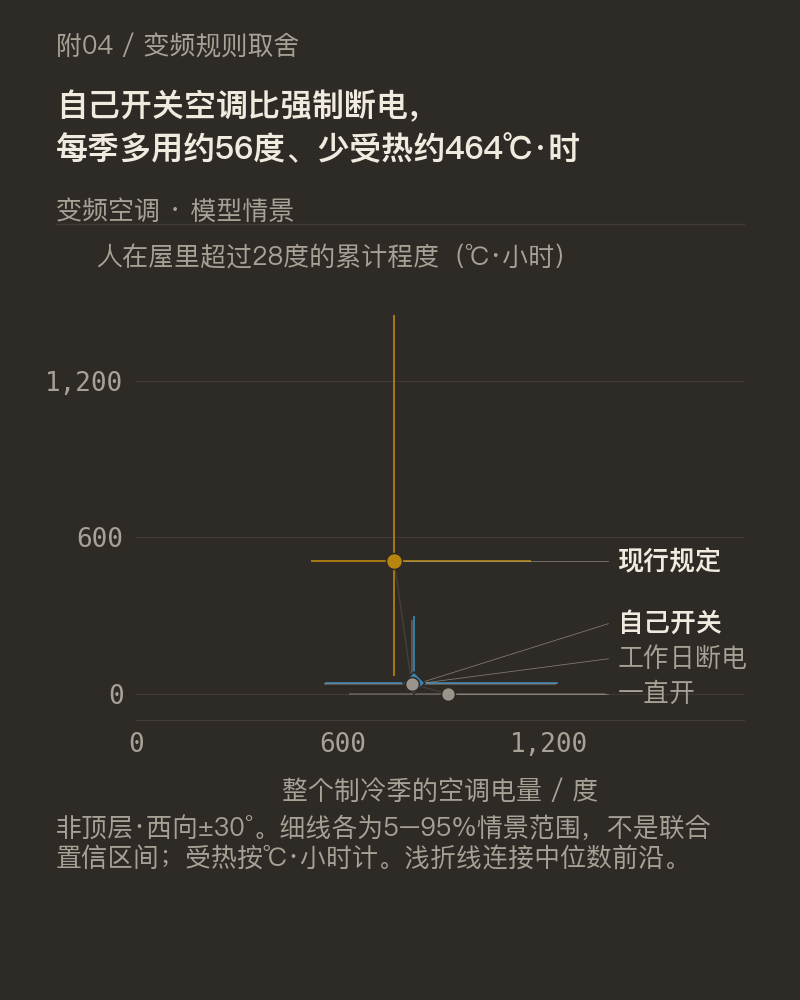 附04 / 变频规则取舍
自己开关空调比强制断电,
每季多用约56度、少受热约464℃·时
变频空调 · 模型情景
人在屋里超过28度的累计程度（℃·小时）
1,200
600
现行规定
自己开关
工作日断电
0
一直开
0
600
1,200
整个制冷季的空调电量 / 度
非顶层·西向±30°。细线各为5—95%情景范围，不是联合
置信区间；受热按℃·小时计。浅折线连接中位数前沿。